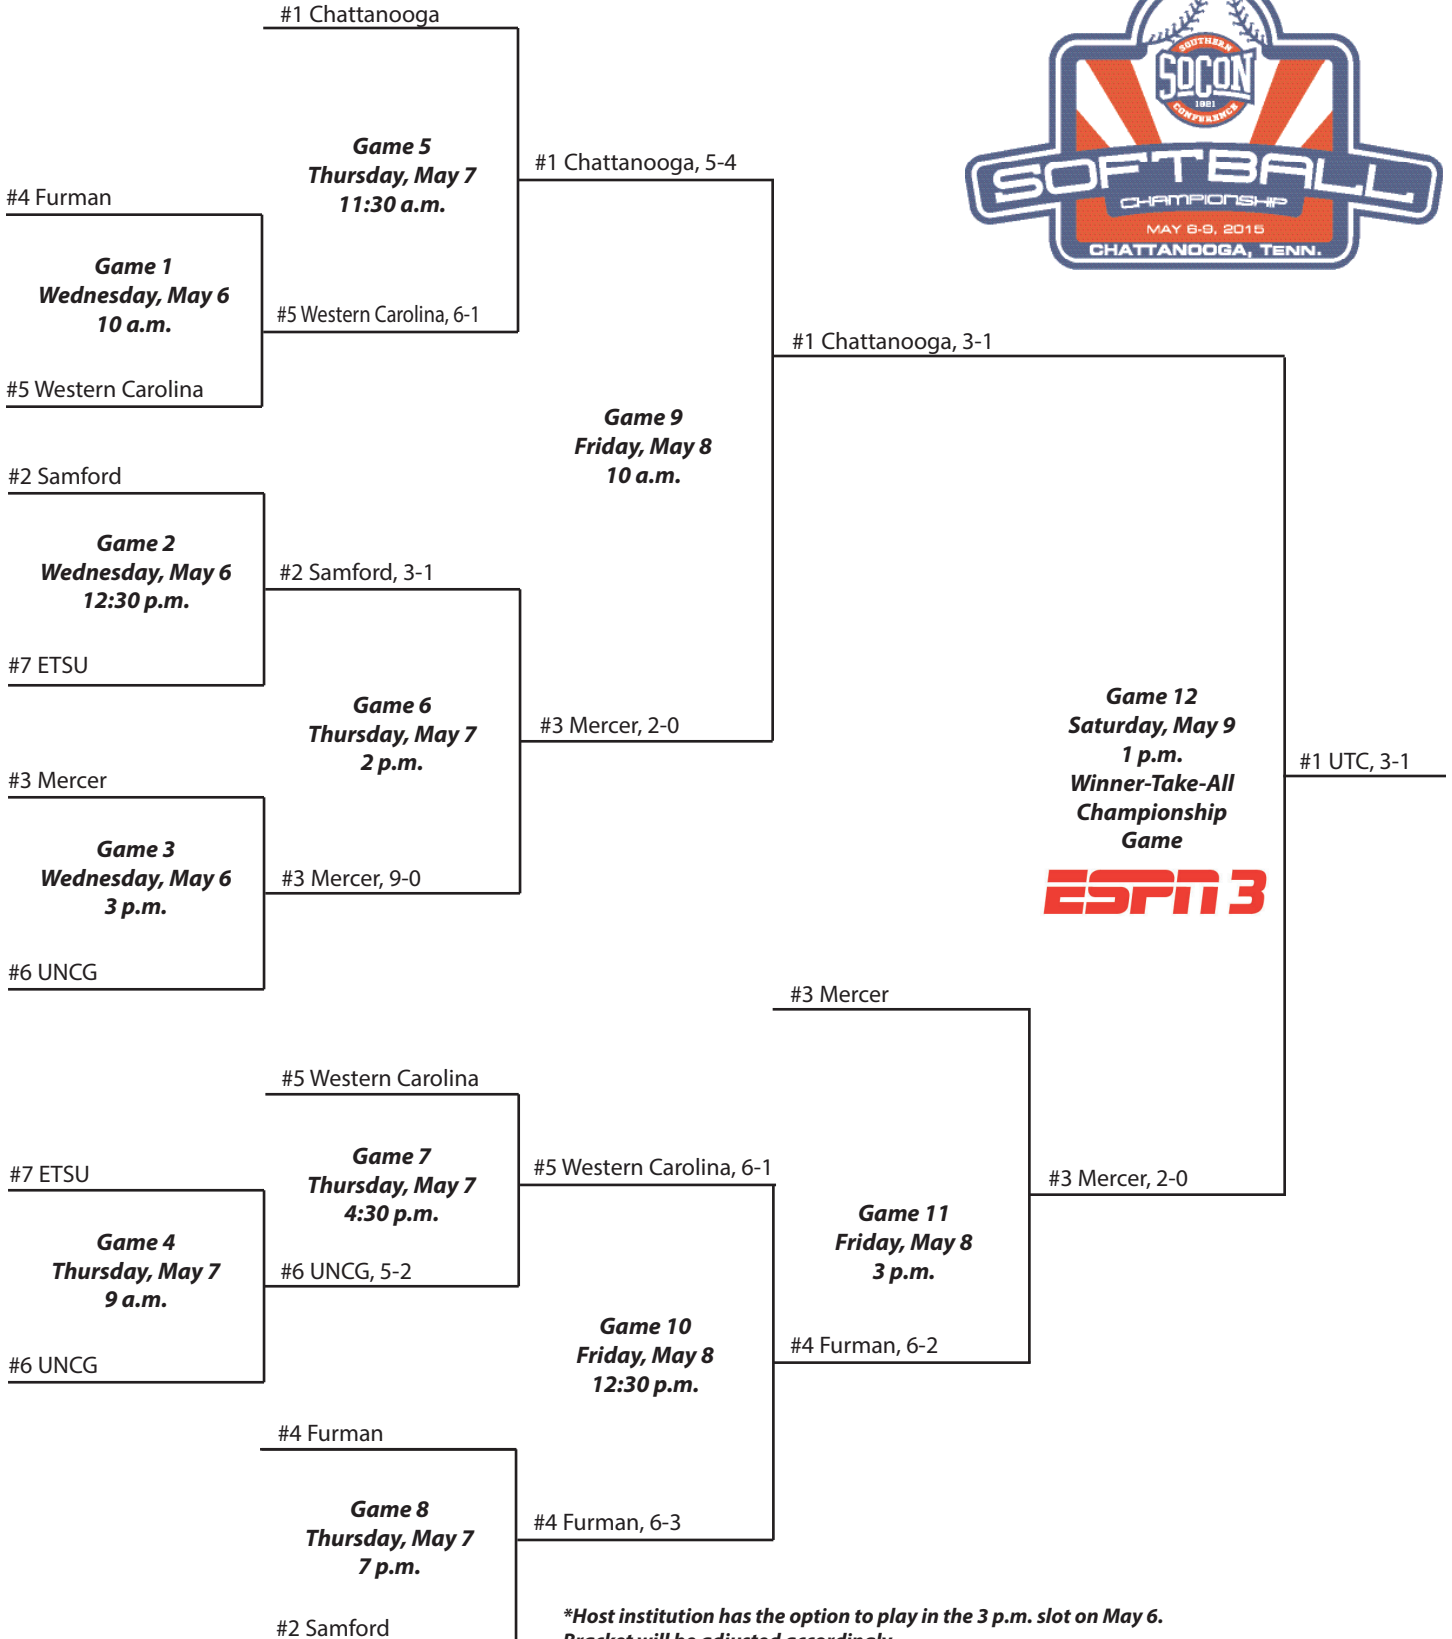 #1 Chattanooga
Game 5
Thursday, May 7
11:30 a.m.
#1 Chattanooga, 5-4
#4 Furman
Game 1
Wednesday, May 6
10 a.m.
#5 Western Carolina, 6-1
#5 Western Carolina
SOUTHERN
SOCON
1921
CONFERENCE
SOFTBALL
CHAMPIONSHIP
MAY 6-9, 2015
CHATTANOOGA, TENN.
#1 Chattanooga, 3-1
Game 9
Friday, May 8
10 a.m.
#2 Samford
Game 2
Wednesday, May 6
12:30 p.m.
#2 Samford, 3-1
#7 ETSU
Game 6
Thursday, May 7
2 p.m.
#3 Mercer, 2-0
#3 Mercer
Game 3
Wednesday, May 6
3 p.m.
#3 Mercer, 9-0
#6 UNCG
Game 12
Saturday, May 9
1 p.m.
Winner-Take-All
Championship
Game
ESPN 3
#1 UTC, 3-1
#3 Mercer
#5 Western Carolina
Game 7
Thursday, May 7
4:30 p.m.
#5 Western Carolina, 6-1
#7 ETSU
Game 4
Thursday, May 7
9 a.m.
#6 UNCG, 5-2
#6 UNCG
Game 11
Friday, May 8
3 p.m.
#3 Mercer, 2-0
Game 10
Friday, May 8
12:30 p.m.
#4 Furman, 6-2
#4 Furman
Game 8
Thursday, May 7
7 p.m.
#4 Furman, 6-3
#2 Samford
*Host institution has the option to play in the 3 p.m. slot on May 6.
Bracket will be adjusted accordingly